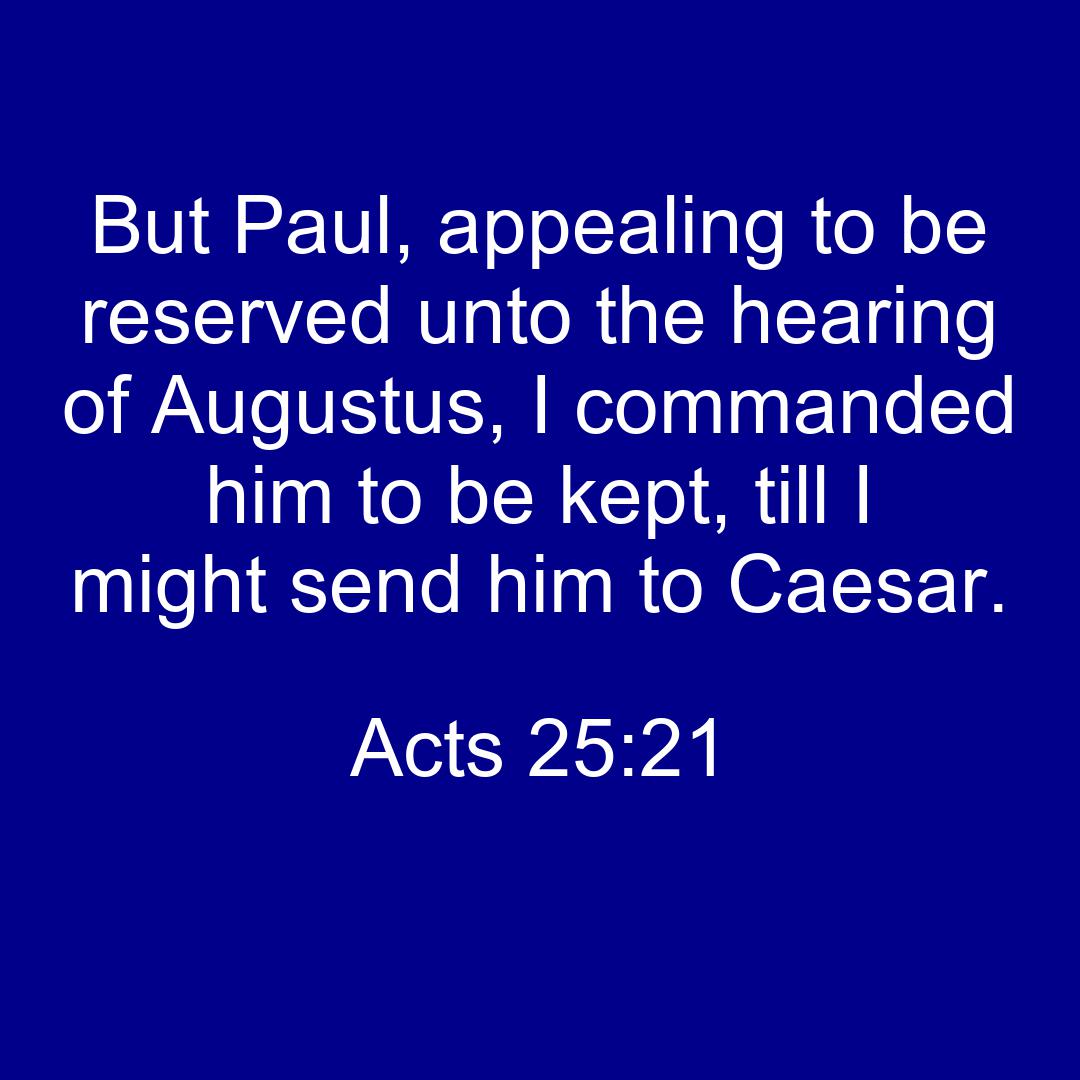 But Paul, appealing to be
reserved unto the hearing
of Augustus, I commanded
him to be kept, till I
might send him to Caesar.
Acts 25:21